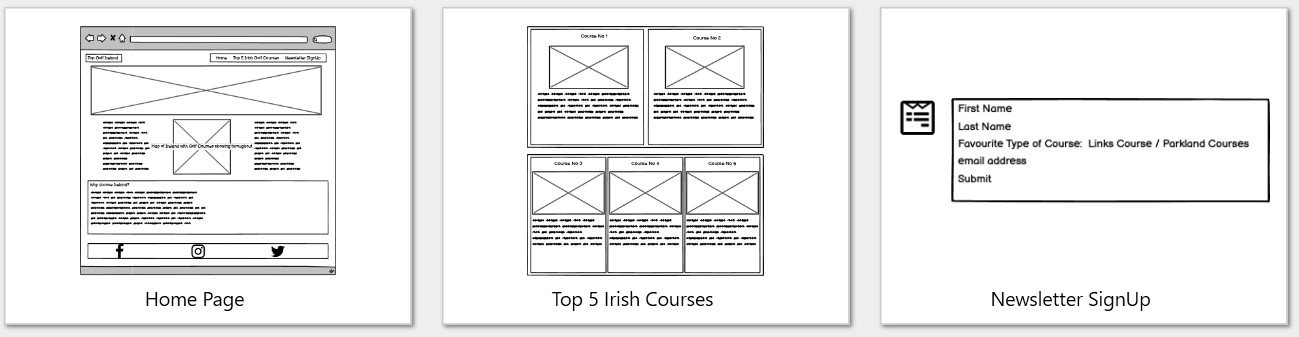 Top Golf Ireland
Home Top 5 Irish Golf Courses Newsletter SignUp
Map of Ireland with Golf Courses showing throughout
Why choose Ireland?
Home Page
Course No 1
Course No 2
Course No 3
Course No 4
Course No 5
Top 5 Irish Courses
First Name
Last Name
Favourite Type of Course: Links Course / Parkland Courses
email address
Submit
Newsletter SignUp